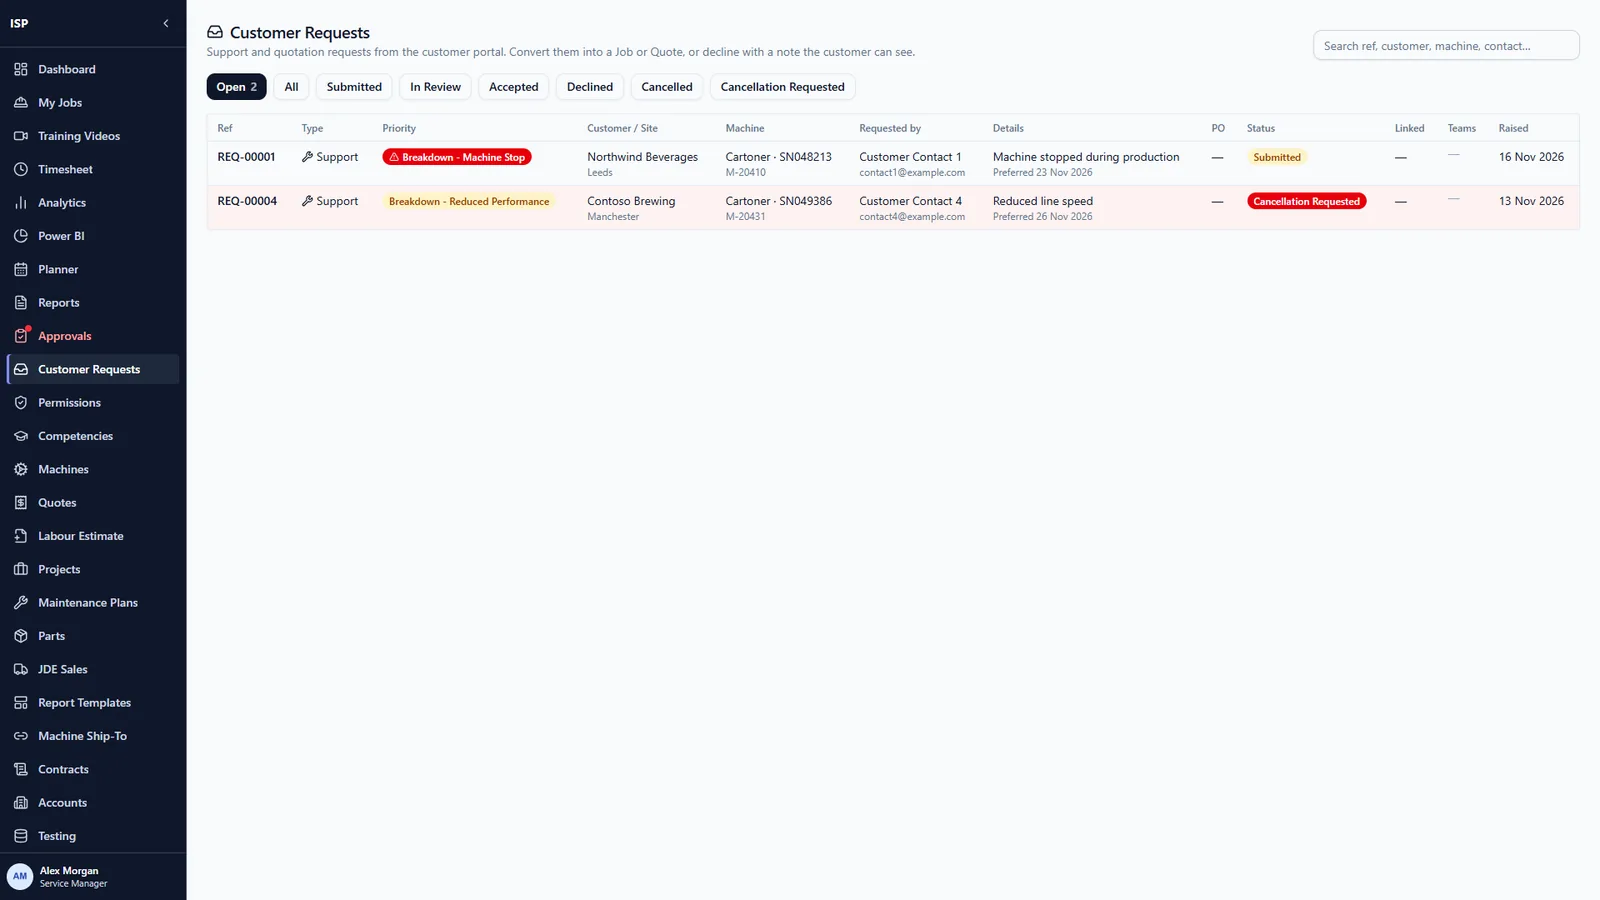 ISP
Dashboard
My Jobs
Training Videos
Timesheet
Analytics
Power BI
Planner
Reports
Approvals
Customer Requests
Permissions
Competencies
Machines
Quotes
Labour Estimate
Projects
Maintenance Plans
Parts
JDE Sales
Report Templates
Machine Ship-To
Contracts
Accounts
Testing
AM
Alex Morgan
Service Manager
Customer Requests
Support and quotation requests from the customer portal. Convert them into a Job or Quote, or decline with a note the customer can see.
Search ref, customer, machine, contact...
Open 2 All Submitted In Review Accepted Declined Cancelled Cancellation Requested
Ref Type Priority Customer / Site Machine Requested by Details PO Status Linked Teams Raised
REQ-00001 Support Breakdown - Machine Stop Northwind Beverages Cartoner · SN048213 Customer Contact 1 Machine stopped during production — Submitted — — 16 Nov 2026
Leeds M-20410 contact1@example.com Preferred 23 Nov 2026
REQ-00004 Support Breakdown - Reduced Performance Contoso Brewing Cartoner · SN049386 Customer Contact 4 Reduced line speed — Cancellation Requested — — 13 Nov 2026
Manchester M-20431 contact4@example.com Preferred 26 Nov 2026